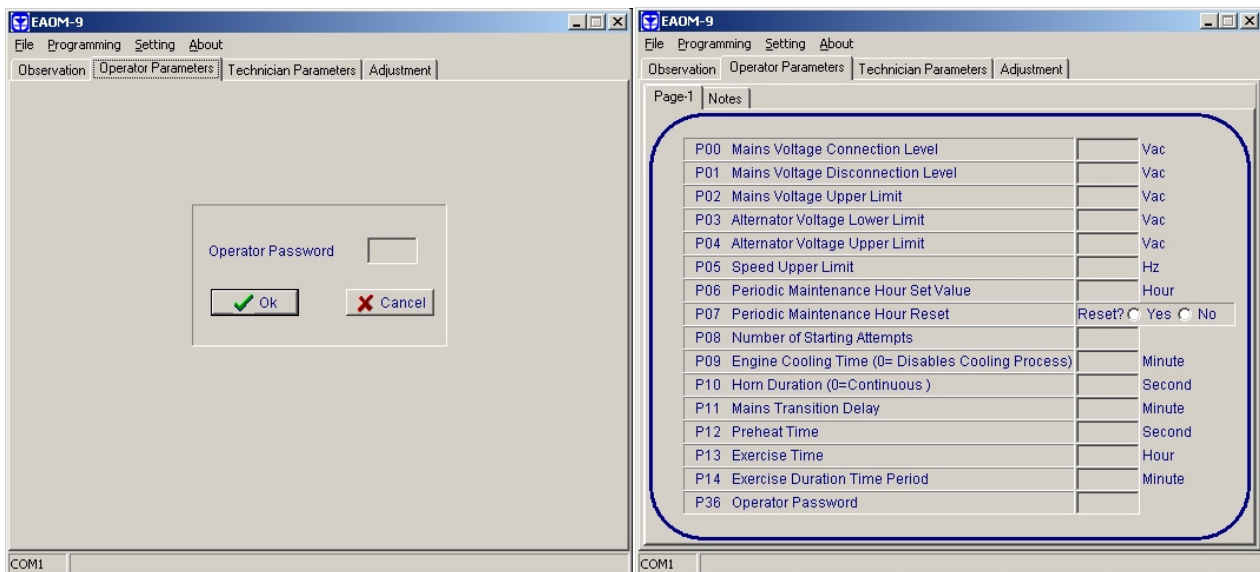 EAOM-9
File Programming Setting About
Observation Operator Parameters Technician Parameters Adjustment
Operator Password
Ok Cancel
COM1
EAOM-9
File Programming Setting About
Observation Operator Parameters Technician Parameters Adjustment
Page-1 Notes
P00 Mains Voltage Connection Level Vac
P01 Mains Voltage Disconnection Level Vac
P02 Mains Voltage Upper Limit Vac
P03 Alternator Voltage Lower Limit Vac
P04 Alternator Voltage Upper Limit Vac
P05 Speed Upper Limit Hz
P06 Periodic Maintenance Hour Set Value Hour
P07 Periodic Maintenance Hour Reset Reset? Yes No
P08 Number of Starting Attempts
P09 Engine Cooling Time (0= Disables Cooling Process) Minute
P10 Horn Duration (0=Continuous ) Second
P11 Mains Transition Delay Minute
P12 Preheat Time Second
P13 Exercise Time Hour
P14 Exercise Duration Time Period Minute
P36 Operator Password
COM1